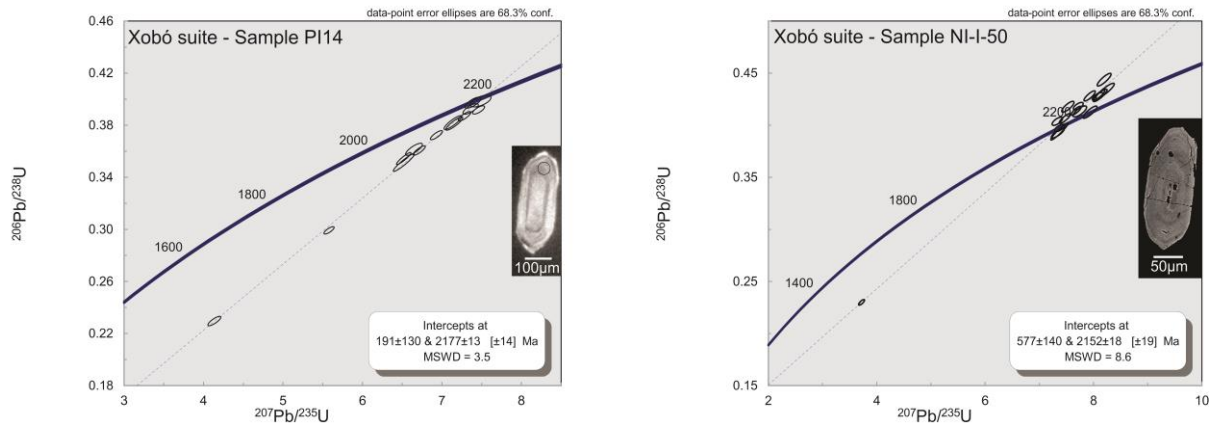 data-point error ellipses are 68.3% conf.
Xobó suite - Sample PI14
0.46
0.42
0.38
0.34
0.30
0.26
0.22
0.18
²⁰⁶Pb/²³⁸U
1600
1800
2000
2200
100µm
Intercepts at
191±130 & 2177±13 [±14] Ma
MSWD = 3.5
3
4
5
6
7
8
²⁰⁷Pb/²³⁵U
data-point error ellipses are 68.3% conf.
Xobó suite - Sample NI-I-50
0.45
0.35
0.25
0.15
²⁰⁶Pb/²³⁸U
1400
1800
2200
50µm
Intercepts at
577±140 & 2152±18 [±19] Ma
MSWD = 8.6
2
4
6
8
10
²⁰⁷Pb/²³⁵U